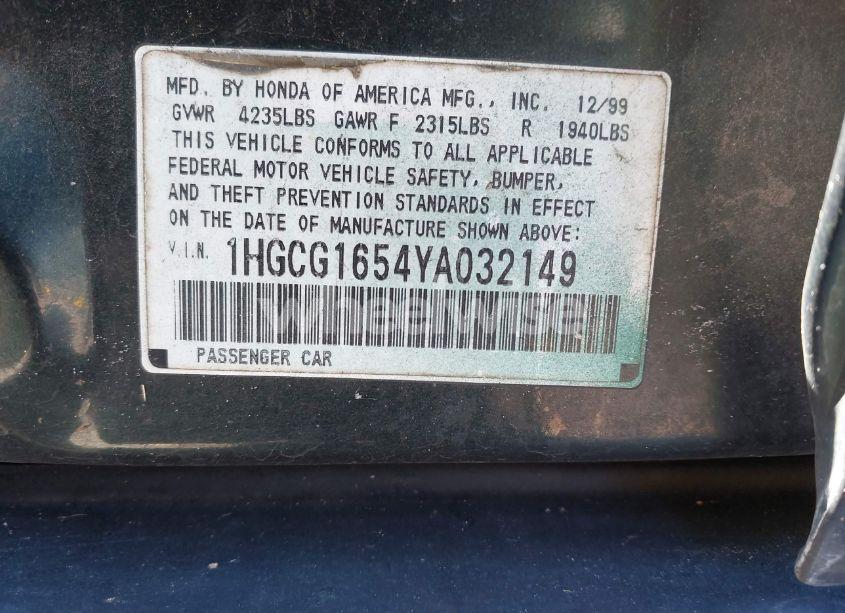 MFD. BY HONDA OF AMERICA MFG., INC. 12/99
GVWR 4235LBS GAWR F 2315LBS R 1940LBS
THIS VEHICLE CONFORMS TO ALL APPLICABLE
FEDERAL MOTOR VEHICLE SAFETY, BUMPER,
AND THEFT PREVENTION STANDARDS IN EFFECT
ON THE DATE OF MANUFACTURE SHOWN ABOVE:
V.I.N. 1HGCG1654YA032149
wheelwise
PASSENGER CAR